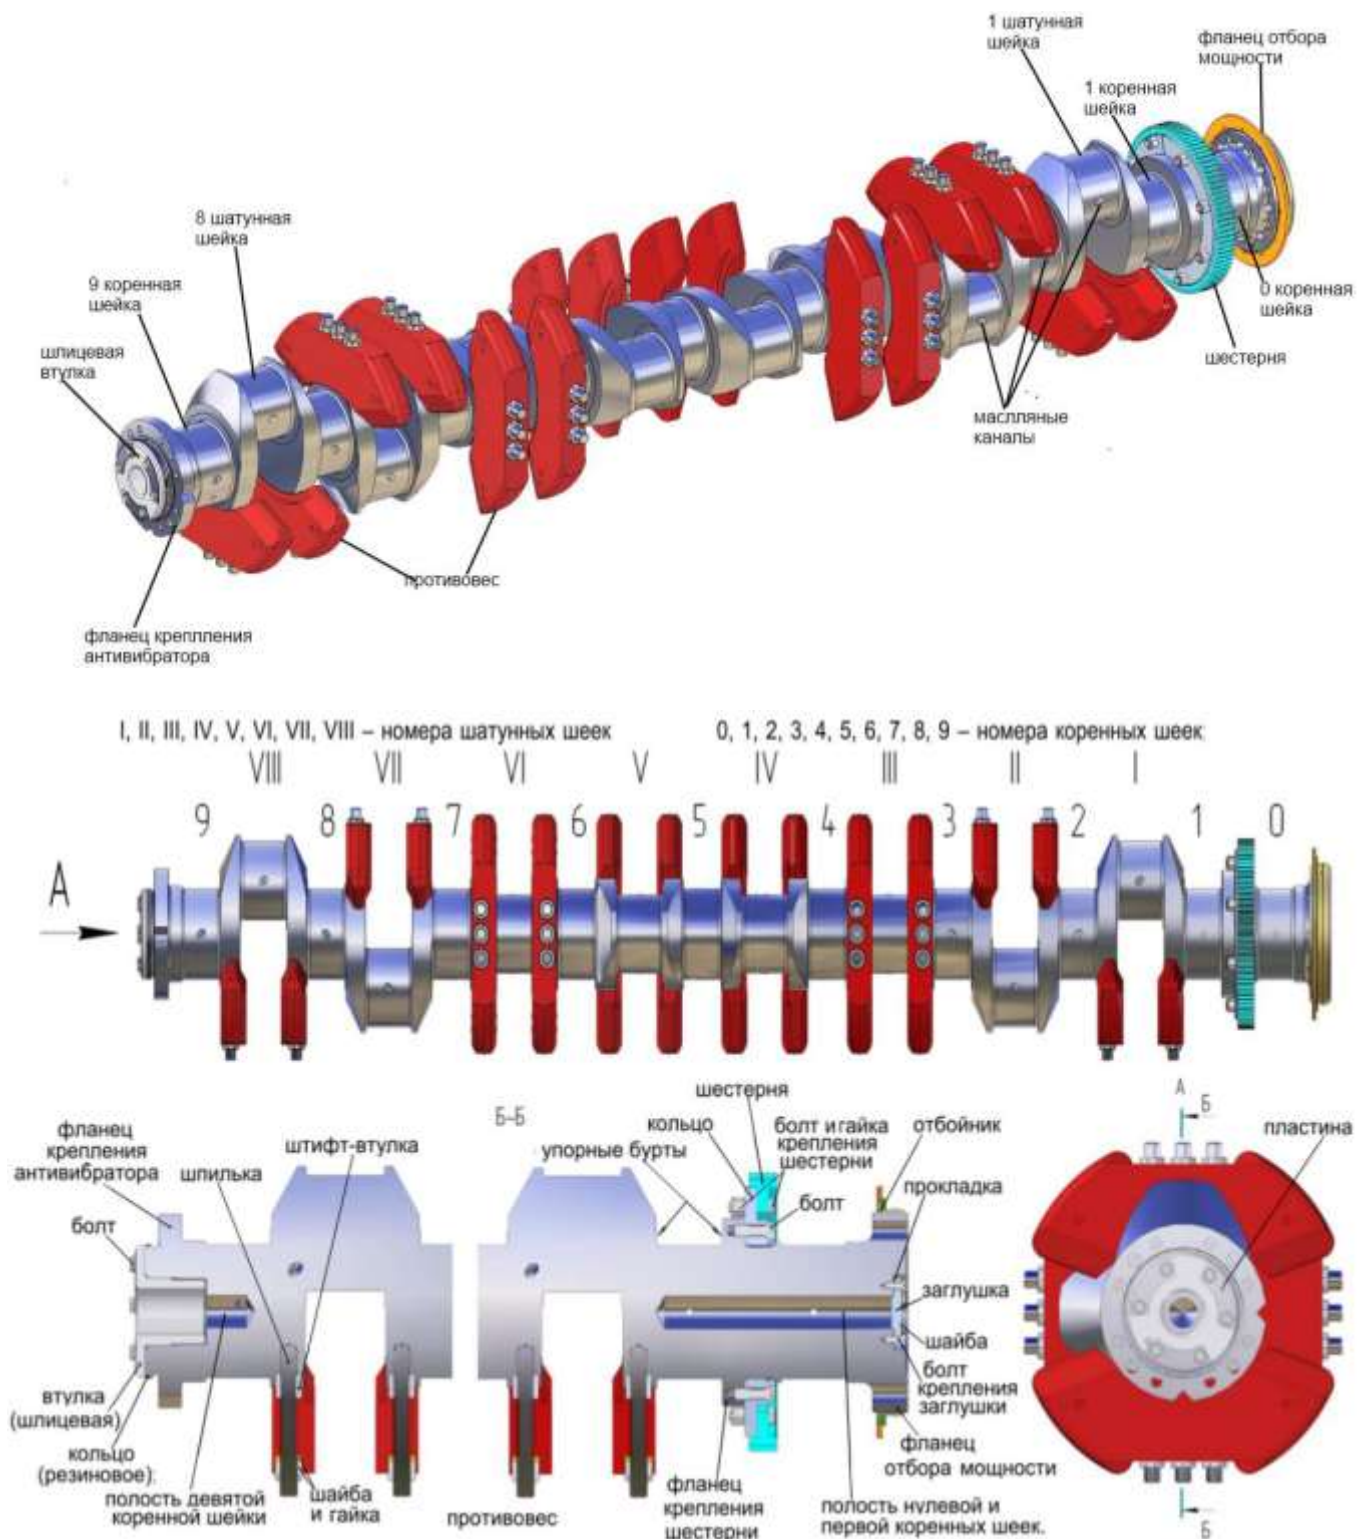 1 шатунная
шейка
фланец отбора
мощности
1 коренная
шейка
8 шатунная
шейка
9 коренная
шейка
0 коренная
шейка
шлицевая
втулка
шестерня
маслляные
каналы
противовес
фланец крепления
антивибратора
I, II, III, IV, V, VI, VII, VIII – номера шатунных шеек
0, 1, 2, 3, 4, 5, 6, 7, 8, 9 – номера коренных шеек
VIII VII VI V IV III II I
9 8 7 6 5 4 3 2 1 0
А
Б-Б
фланец
крепления
антивибратора
штифт-втулка
шпилька
болт
упорные бурты
шестерня
кольцо
болт и гайка
крепления
шестерни
болт
отбойник
прокладка
заглушка
шайба
болт
крепления
заглушки
фланец
отбора мощности
втулка
(шлицевая)
кольцо
(резиновое)
полость девятой
коренной шейки
шайба
и гайка
противовес
фланец
крепления
шестерни
полость нулевой и
первой коренных шеек.
А
Б
пластина
Б